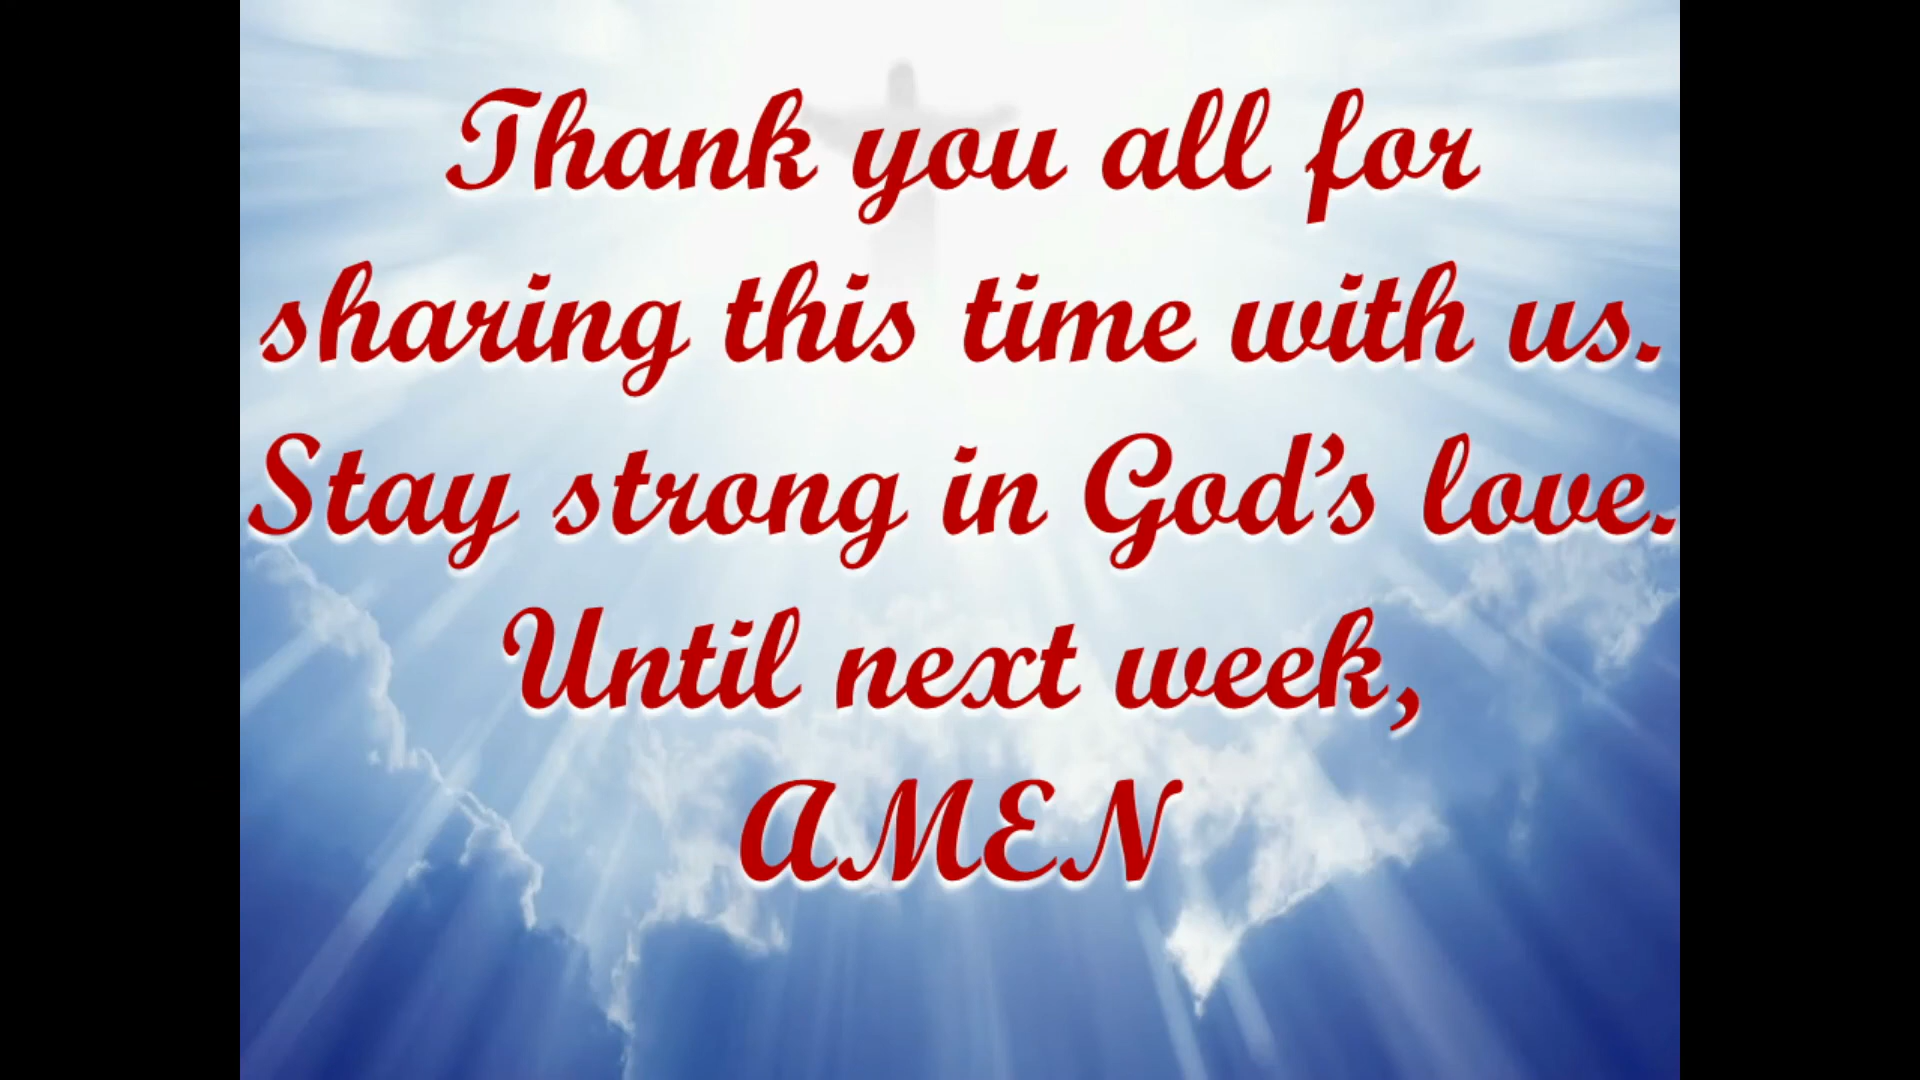 Thank you all for
sharing this time with us.
Stay strong in God’s love.
Until next week,
AMEN